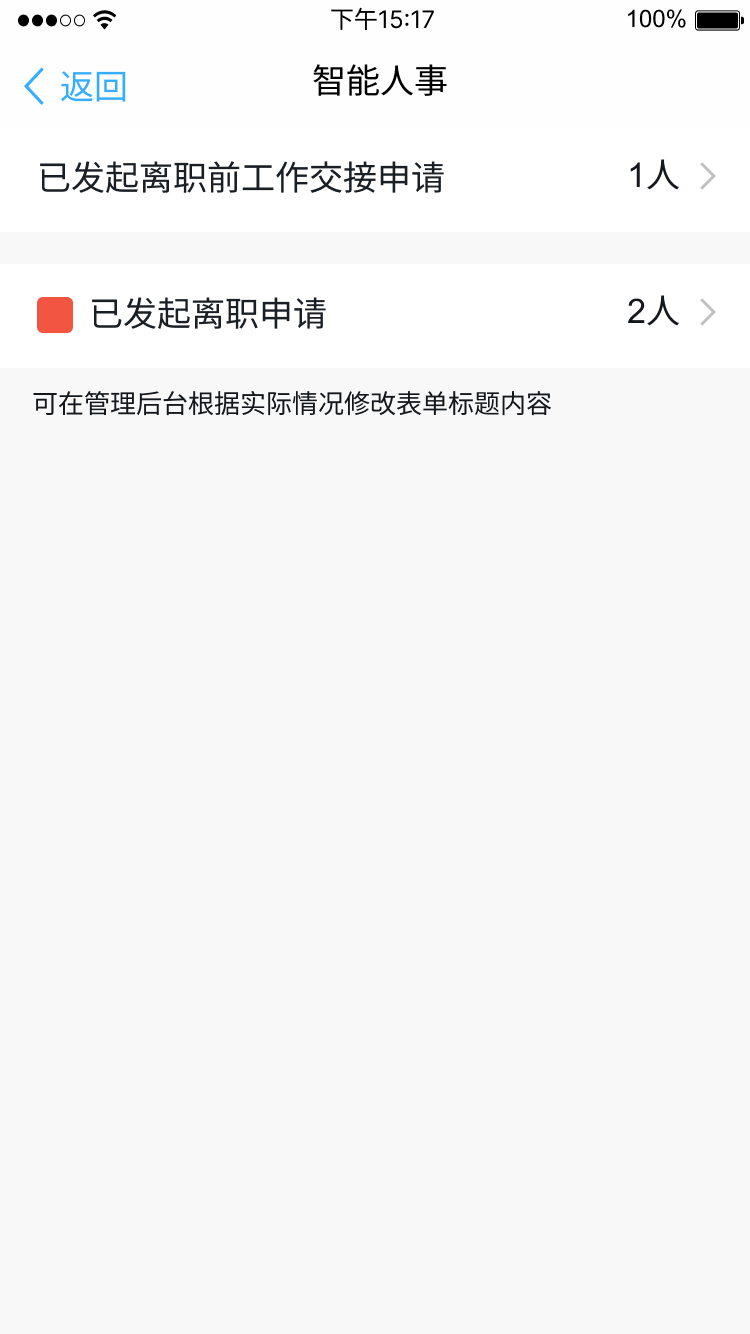 下午15:17
100%
返回
智能人事
已发起离职前工作交接申请
1人
已发起离职申请
2人
可在管理后台根据实际情况修改表单标题内容